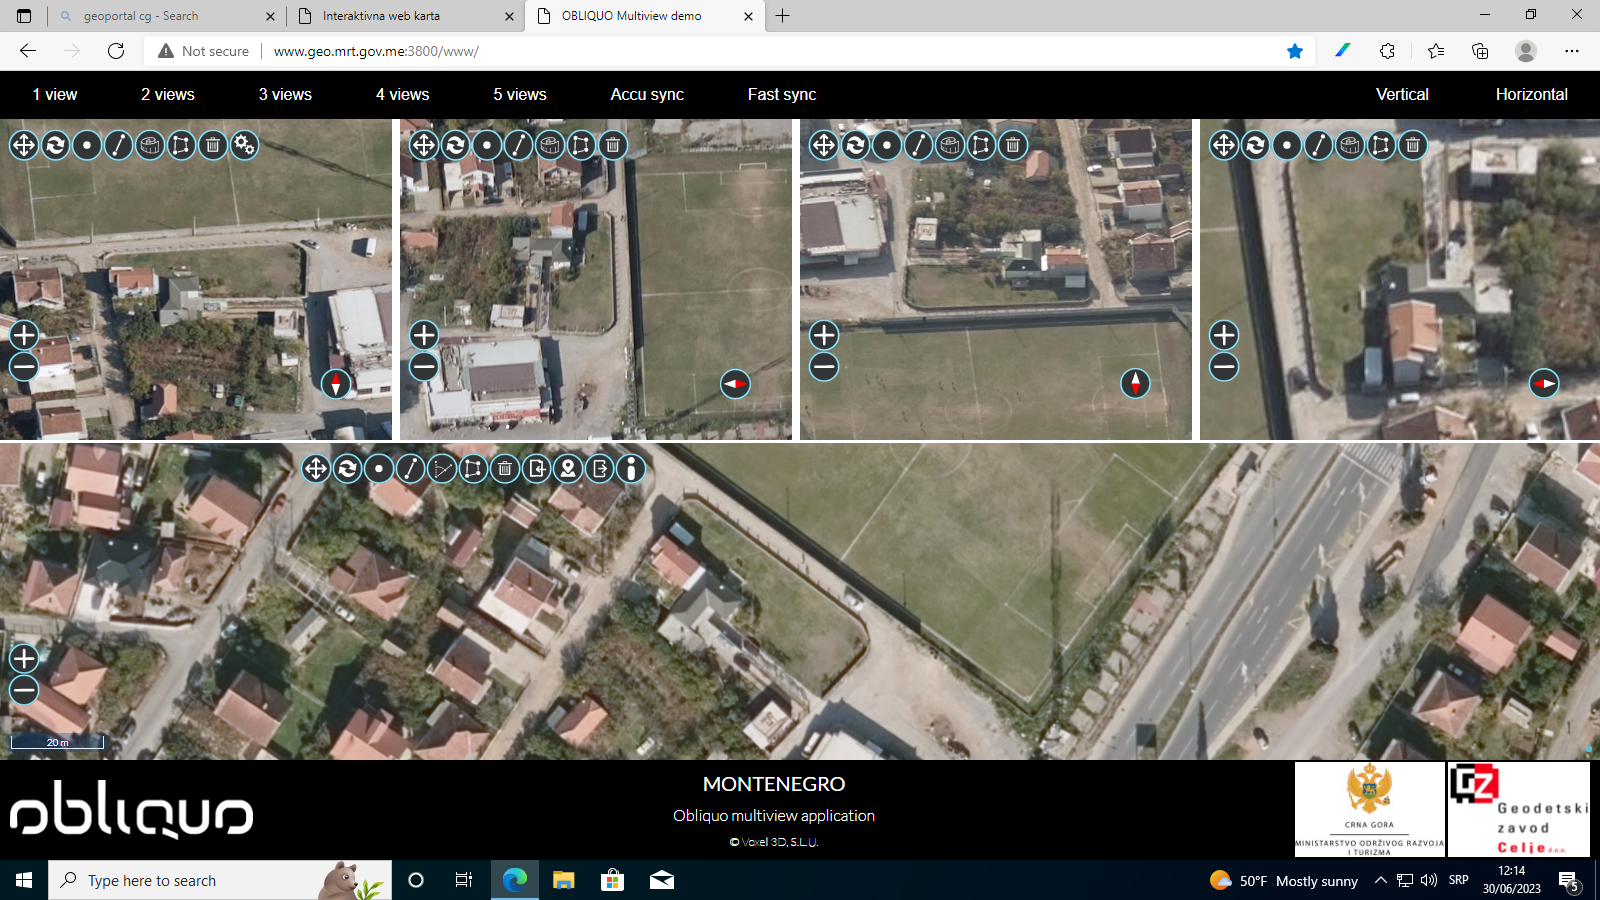 geoportal cg - Search
Interaktivna web karta
OBLIQUO Multiview demo
Not secure
www.geo.mrt.gov.me:3800/www/
1 view
2 views
3 views
4 views
5 views
Accu sync
Fast sync
Vertical
Horizontal
20 m
obliquo
MONTENEGRO
Obliquo multiview application
© Voxel 3D, S.L.U.
CRNA GORA
MINISTARSTVO ODRŽIVOG RAZVOJA
I TURIZMA
GZ
Geodetski
zavod
Celje d.o.o.
Type here to search
50°F Mostly sunny
SRP
12:14
30/06/2023
5